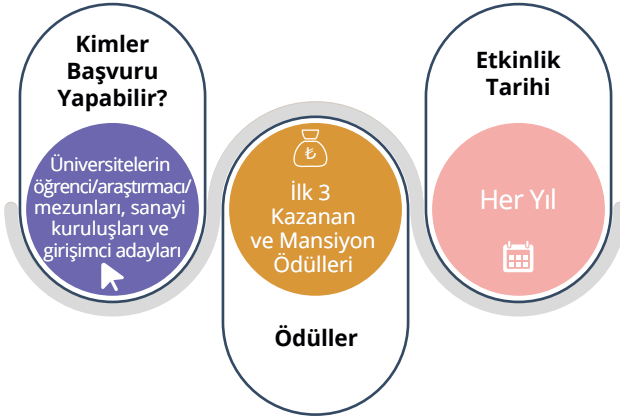 Kimler
Başvuru
Yapabilir?
Üniversitelerin
öğrenci/araştırmacı/
mezunları, sanayi
kuruluşları ve
girişimci adayları
₺
İlk 3
Kazanan
ve Mansiyon
Ödülleri
Ödüller
Etkinlik
Tarihi
Her Yıl